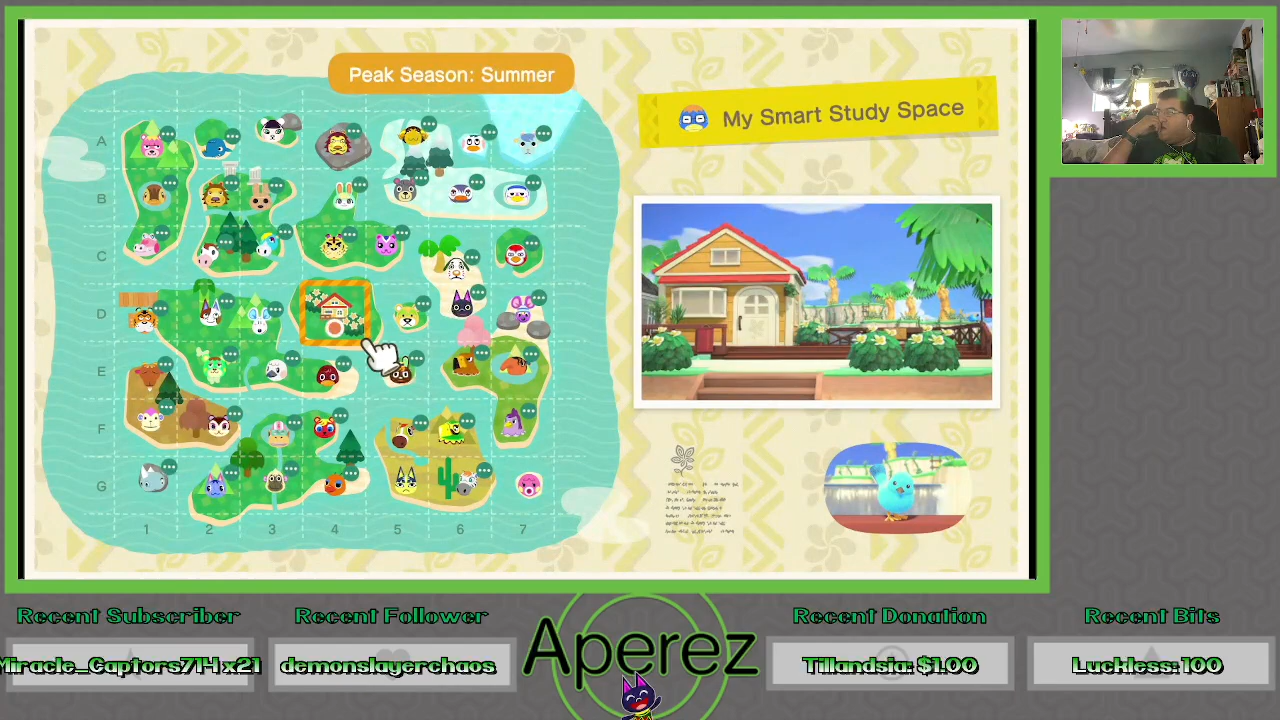 Peak Season: Summer
My Smart Study Space
A
B
C
D
E
F
G
1 2 3 4 5 6 7
Recent Subscriber
Miracle_Captors714 x21
Recent Follower
demonslayerchaos
Aperez
Recent Donation
Tillandsia: $1.00
Recent Bits
Luckless: 100